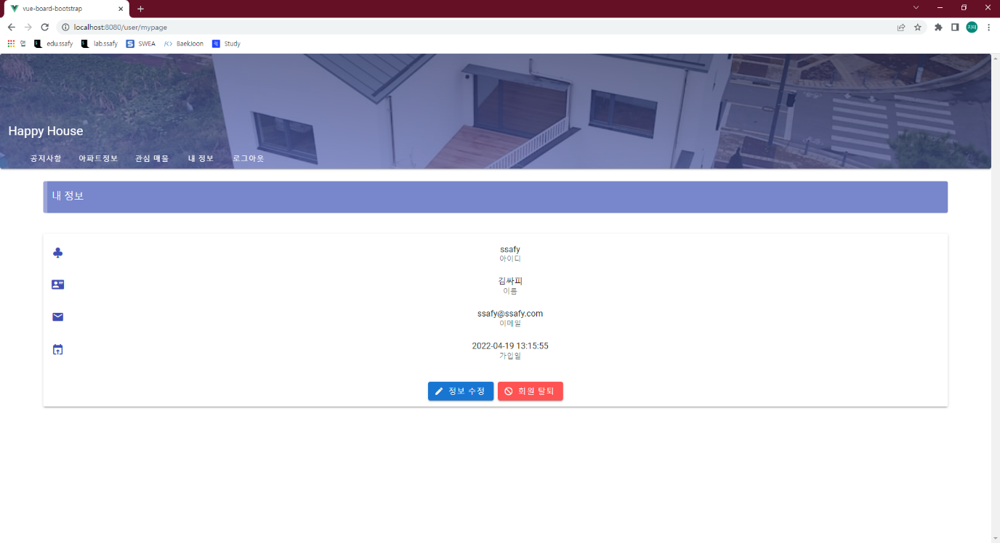 vue-board-bootstrap
localhost:8080/user/mypage
앱 edu.ssafy lab.ssafy SWEA BaekJoon Study
Happy House
공지사항 아파트정보 관심 매물 내 정보 로그아웃
내 정보
ssafy
아이디
김싸피
이름
ssafy@ssafy.com
이메일
2022-04-19 13:15:55
가입일
정보 수정 회원 탈퇴